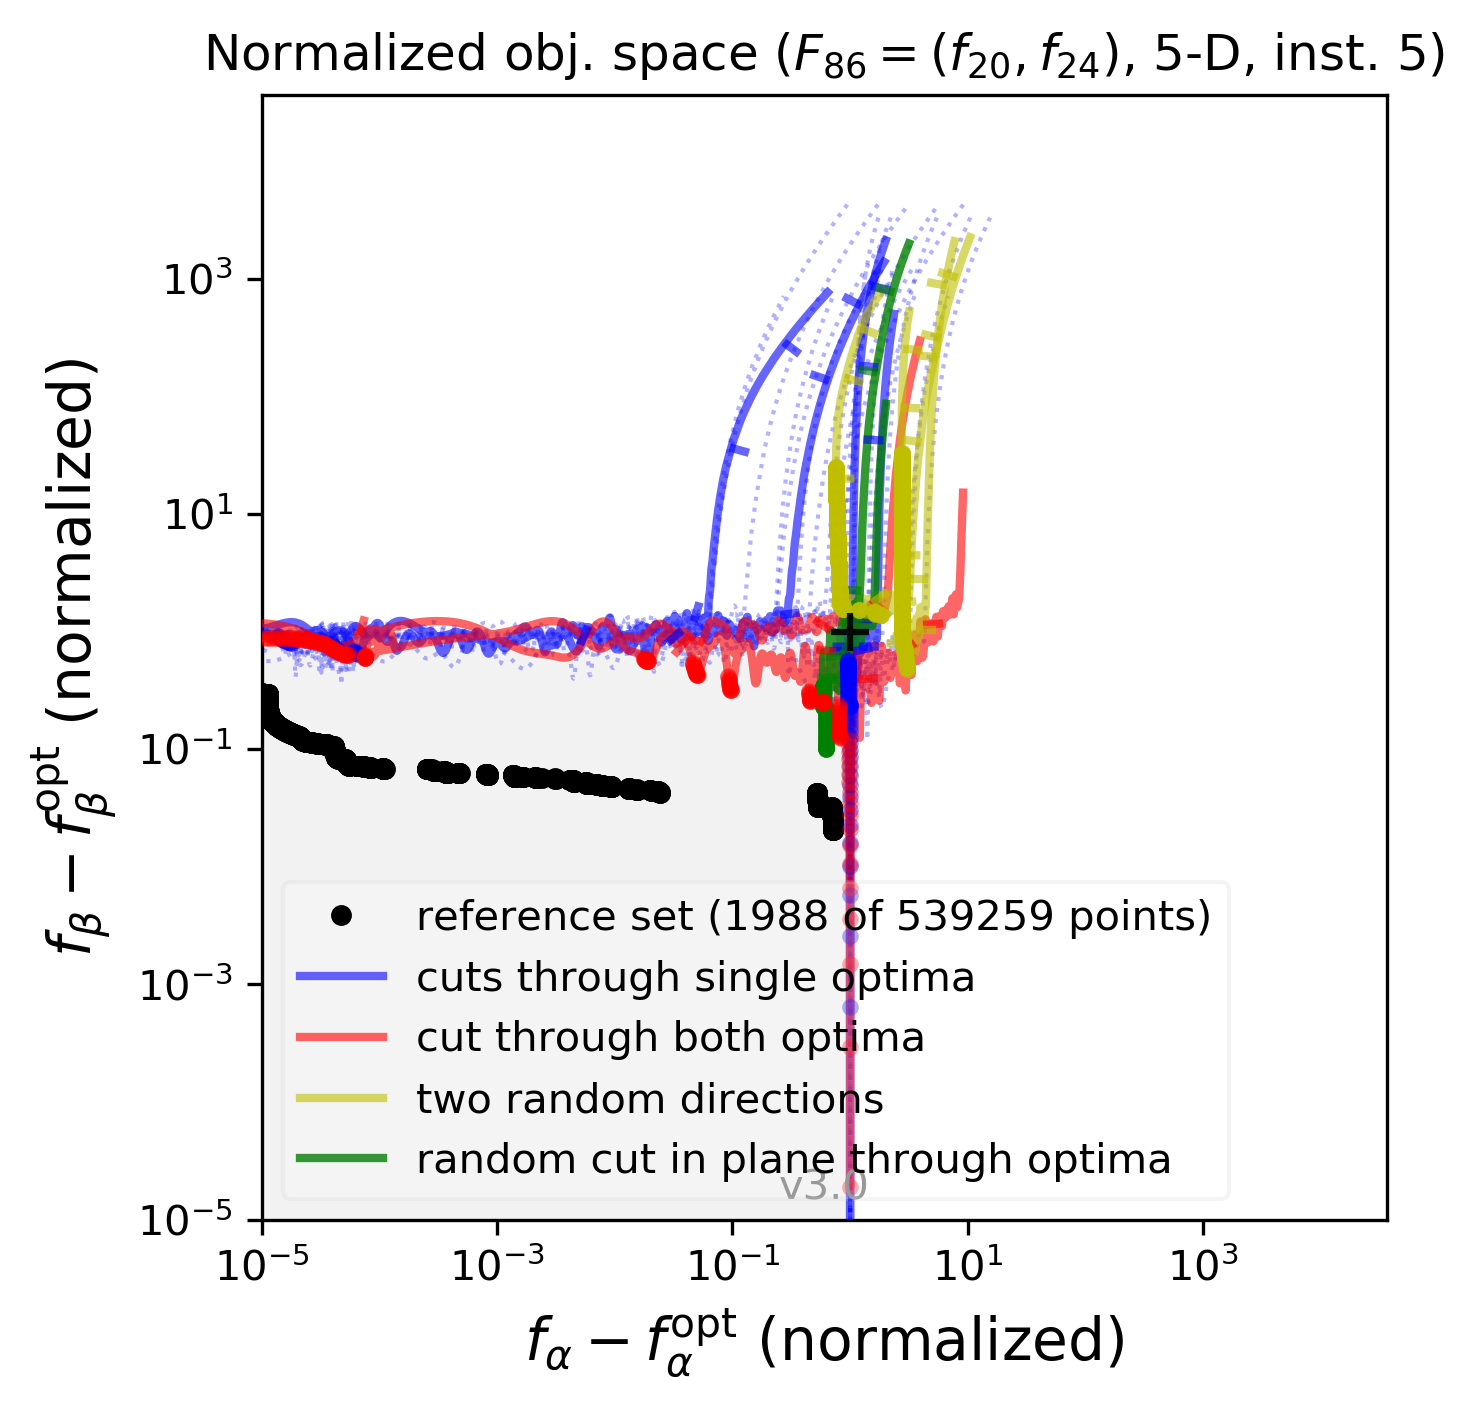 Normalized obj. space (F₈₆ = (f₂₀, f₂₄), 5-D, inst. 5)
f_β − f_β^opt (normalized)
10³
10¹
10⁻¹
10⁻³
10⁻⁵
reference set (1988 of 539259 points)
cuts through single optima
cut through both optima
two random directions
random cut in plane through optima
v3.0
10⁻⁵ 10⁻³ 10⁻¹ 10¹ 10³
f_α − f_α^opt (normalized)